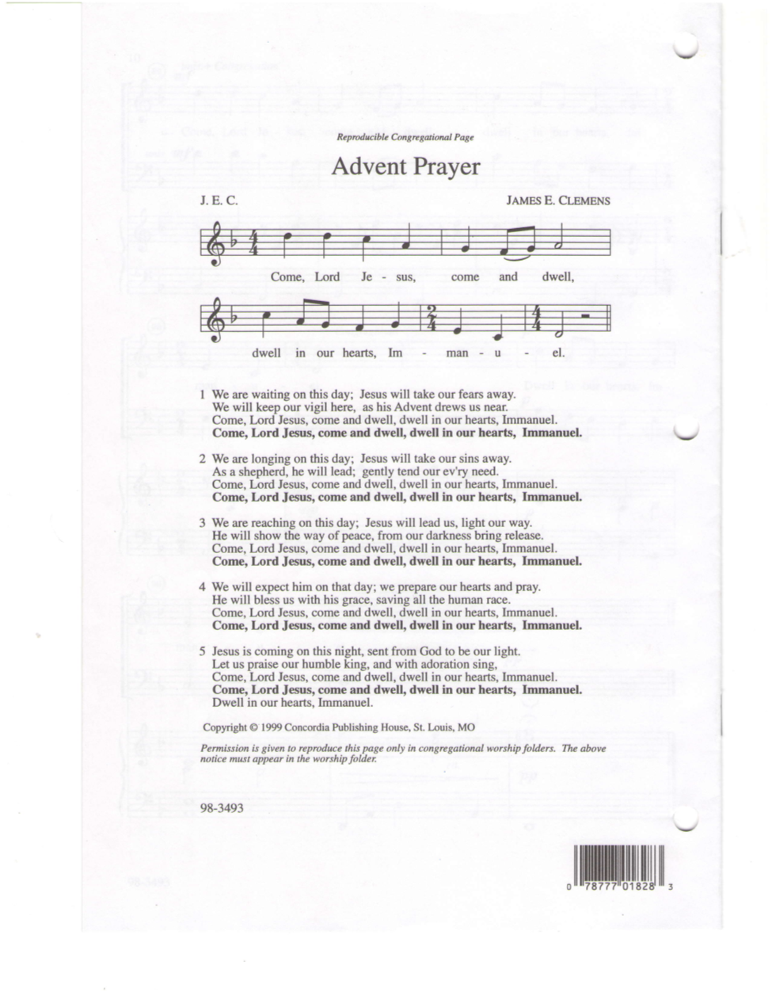 Reproducible Congregational Page
Advent Prayer
J. E. C. JAMES E. CLEMENS
4
4
Come, Lord Je - sus, come and dwell,
2 4
4 4
dwell in our hearts, Im - man - u - el.
1 We are waiting on this day; Jesus will take our fears away.
We will keep our vigil here, as his Advent drews us near.
Come, Lord Jesus, come and dwell, dwell in our hearts, Immanuel.
Come, Lord Jesus, come and dwell, dwell in our hearts, Immanuel.
2 We are longing on this day; Jesus will take our sins away.
As a shepherd, he will lead; gently tend our ev'ry need.
Come, Lord Jesus, come and dwell, dwell in our hearts, Immanuel.
Come, Lord Jesus, come and dwell, dwell in our hearts, Immanuel.
3 We are reaching on this day; Jesus will lead us, light our way.
He will show the way of peace, from our darkness bring release.
Come, Lord Jesus, come and dwell, dwell in our hearts, Immanuel.
Come, Lord Jesus, come and dwell, dwell in our hearts, Immanuel.
4 We will expect him on that day; we prepare our hearts and pray.
He will bless us with his grace, saving all the human race.
Come, Lord Jesus, come and dwell, dwell in our hearts, Immanuel.
Come, Lord Jesus, come and dwell, dwell in our hearts, Immanuel.
5 Jesus is coming on this night, sent from God to be our light.
Let us praise our humble king, and with adoration sing,
Come, Lord Jesus, come and dwell, dwell in our hearts, Immanuel.
Come, Lord Jesus, come and dwell, dwell in our hearts, Immanuel.
Dwell in our hearts, Immanuel.
Copyright © 1999 Concordia Publishing House, St. Louis, MO
Permission is given to reproduce this page only in congregational worship folders. The above
notice must appear in the worship folder.
98-3493
0 78777 01828 3